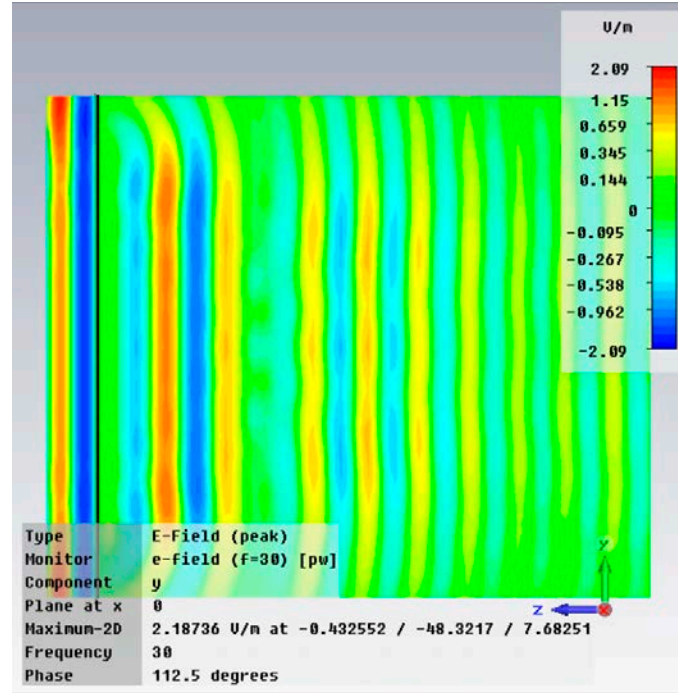 V/m
2.09
1.15
0.659
0.345
0.144
0
-0.095
-0.267
-0.538
-0.962
-2.09
Type E-Field (peak)
Monitor e-field (f=30) [pw]
Component y
Plane at x 0
Maximum-2D 2.18736 V/m at -0.432552 / -48.3217 / 7.68251
Frequency 30
Phase 112.5 degrees
y
z